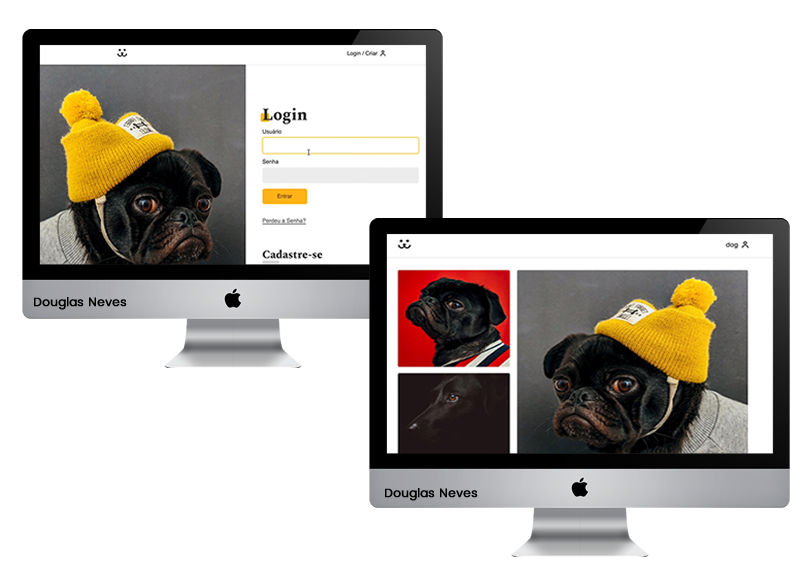 Login / Criar
Login
Usuário
Senha
Entrar
Perdeu a Senha?
Cadastre-se
Douglas Neves
dog
Douglas Neves